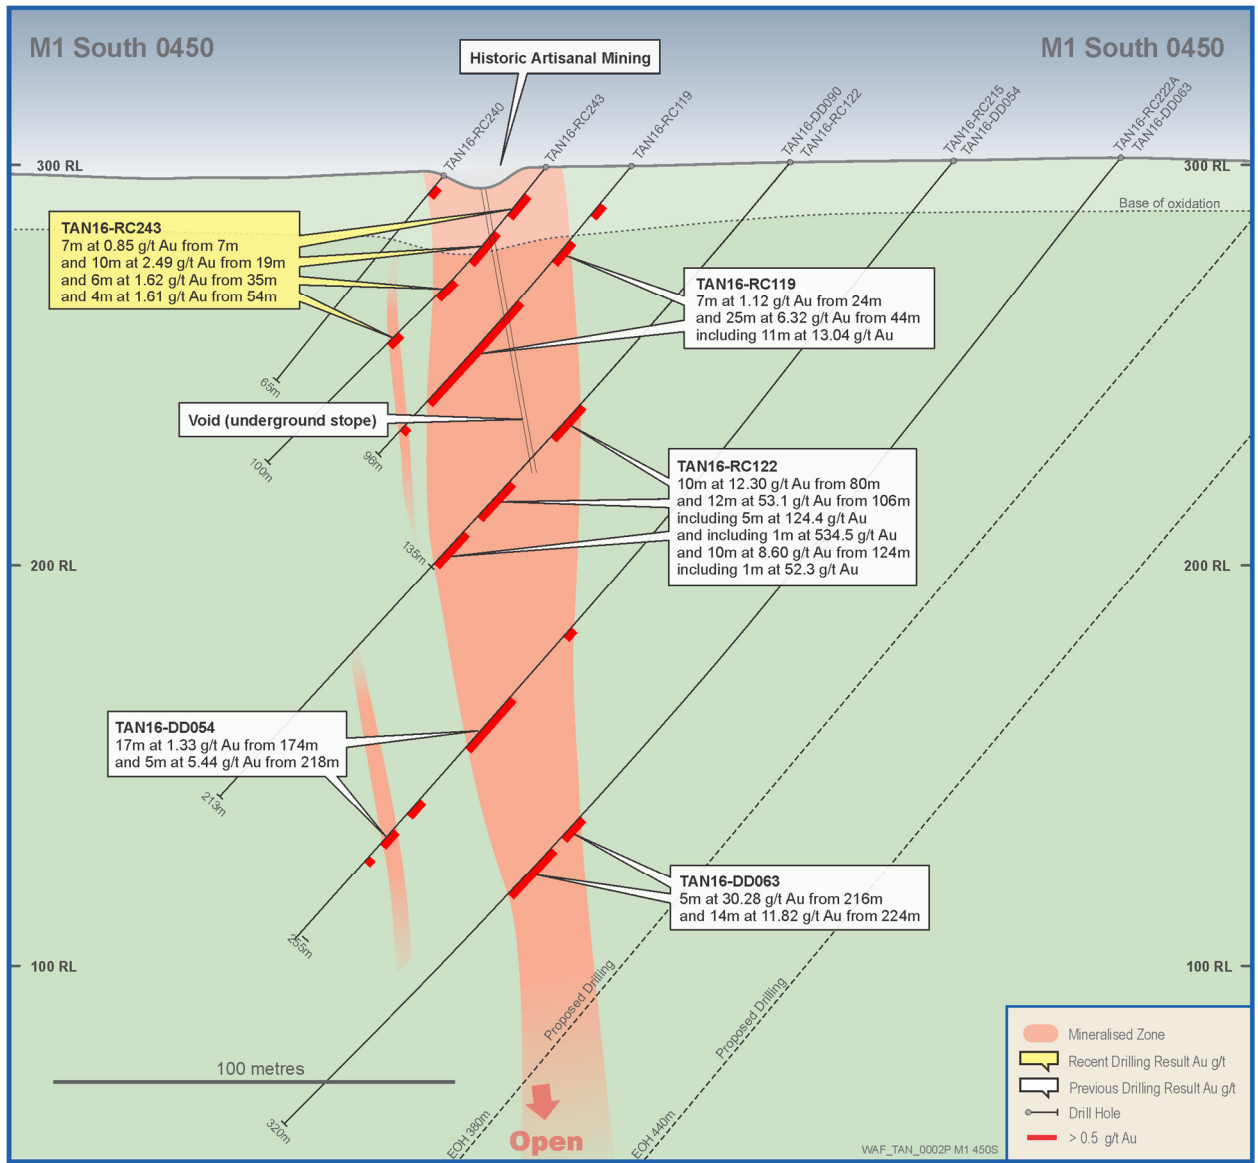 M1 South 0450
M1 South 0450
Historic Artisanal Mining
TAN16-RC240
TAN16-RC243
TAN16-RC119
TAN16-DD090
TAN16-RC122
TAN16-RC215
TAN16-DD054
TAN16-RC222A
TAN16-DD063
300 RL
300 RL
Base of oxidation
TAN16-RC243
7m at 0.85 g/t Au from 7m
and 10m at 2.49 g/t Au from 19m
and 6m at 1.62 g/t Au from 35m
and 4m at 1.61 g/t Au from 54m
TAN16-RC119
7m at 1.12 g/t Au from 24m
and 25m at 6.32 g/t Au from 44m
including 11m at 13.04 g/t Au
65m
Void (underground stope)
100m
96m
TAN16-RC122
10m at 12.30 g/t Au from 80m
and 12m at 53.1 g/t Au from 106m
including 5m at 124.4 g/t Au
and including 1m at 534.5 g/t Au
and 10m at 8.60 g/t Au from 124m
including 1m at 52.3 g/t Au
135m
200 RL
200 RL
TAN16-DD054
17m at 1.33 g/t Au from 174m
and 5m at 5.44 g/t Au from 218m
213m
TAN16-DD063
5m at 30.28 g/t Au from 216m
and 14m at 11.82 g/t Au from 224m
255m
100 RL
100 RL
Proposed Drilling
Proposed Drilling
100 metres
320m
EOH 380m
Open
EOH 440m
Mineralised Zone
Recent Drilling Result Au g/t
Previous Drilling Result Au g/t
Drill Hole
> 0.5 g/t Au
WAF_TAN_0002P M1 450S